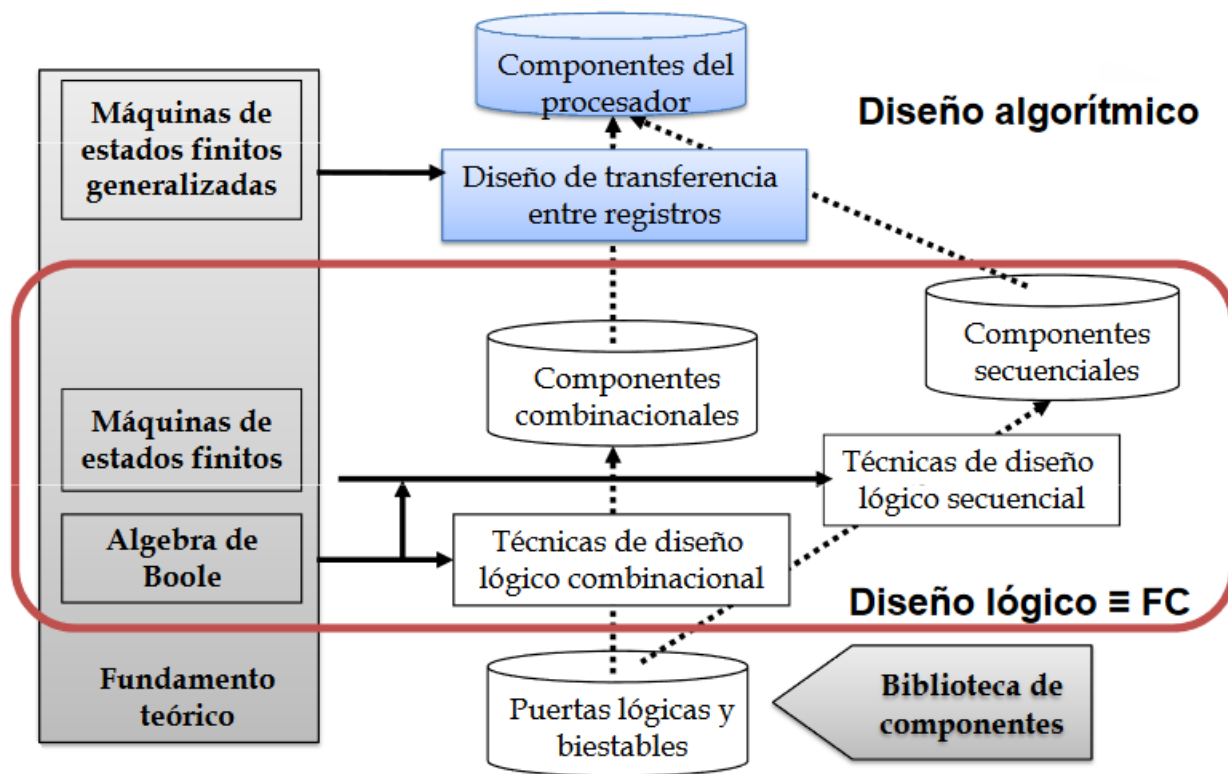 Componentes del
procesador
Diseño algorítmico
Máquinas de
estados finitos
generalizadas
Diseño de transferencia
entre registros
Componentes
secuenciales
Componentes
combinacionales
Máquinas de
estados finitos
Técnicas de diseño
lógico secuencial
Algebra de
Boole
Técnicas de diseño
lógico combinacional
Diseño lógico ≡ FC
Fundamento
teórico
Puertas lógicas y
biestables
Biblioteca de
componentes